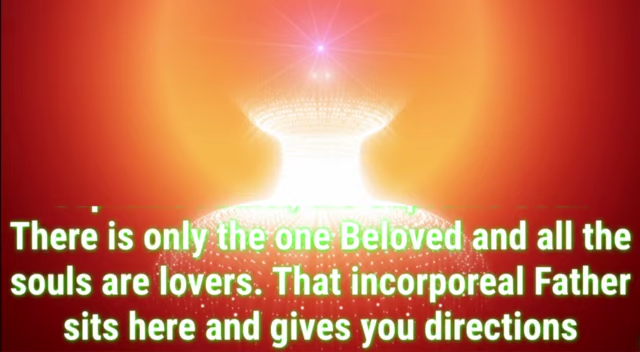 There is only the one Beloved and all the
souls are lovers. That incorporeal Father
sits here and gives you directions